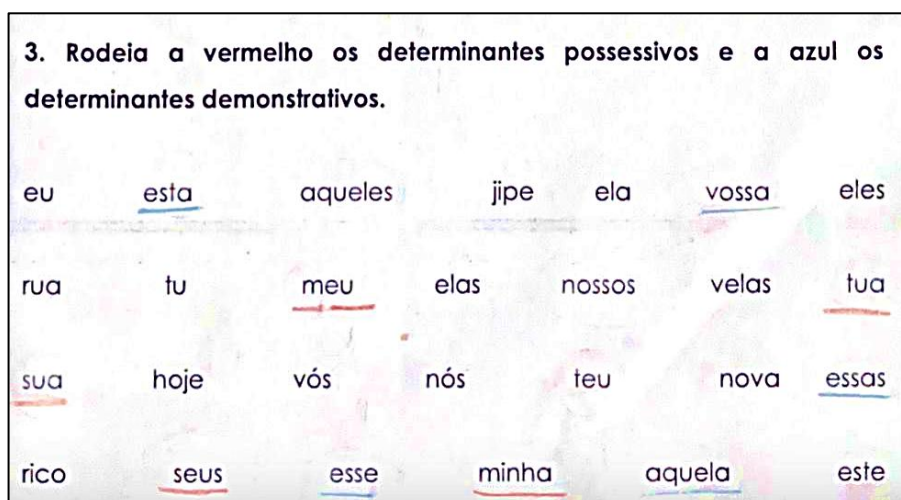 3. Rodeia a vermelho os determinantes possessivos e a azul os
determinantes demonstrativos.
eu esta aqueles jipe ela vossa eles
rua tu meu elas nossos velas tua
sua hoje vós nós teu nova essas
rico seus esse minha aquela este